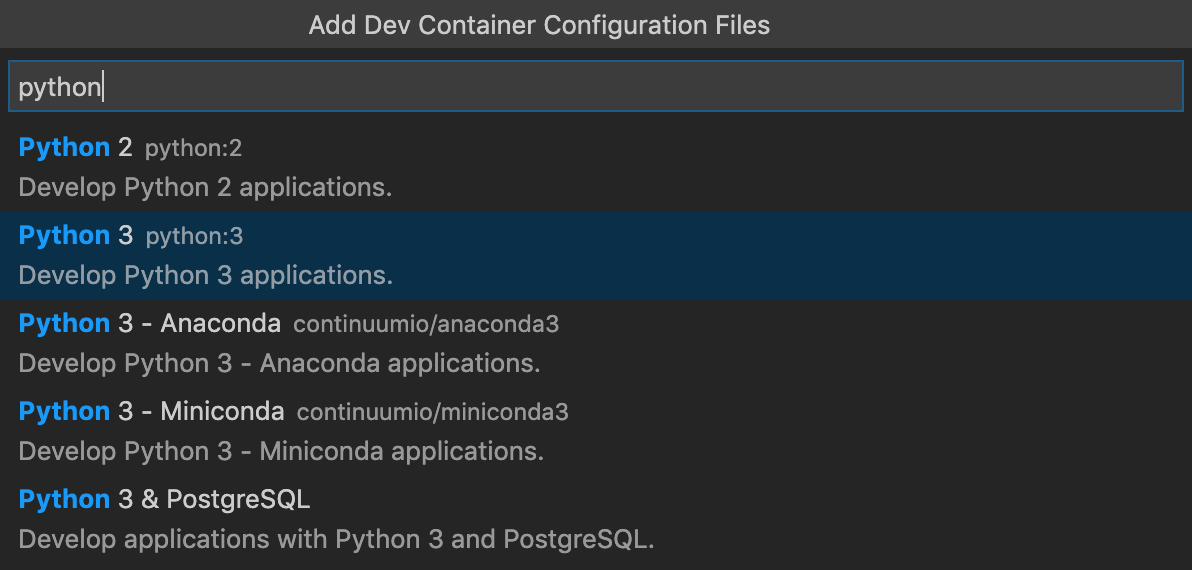 Add Dev Container Configuration Files
python
Python 2 python:2
Develop Python 2 applications.
Python 3 python:3
Develop Python 3 applications.
Python 3 - Anaconda continuumio/anaconda3
Develop Python 3 - Anaconda applications.
Python 3 - Miniconda continuumio/miniconda3
Develop Python 3 - Miniconda applications.
Python 3 & PostgreSQL
Develop applications with Python 3 and PostgreSQL.